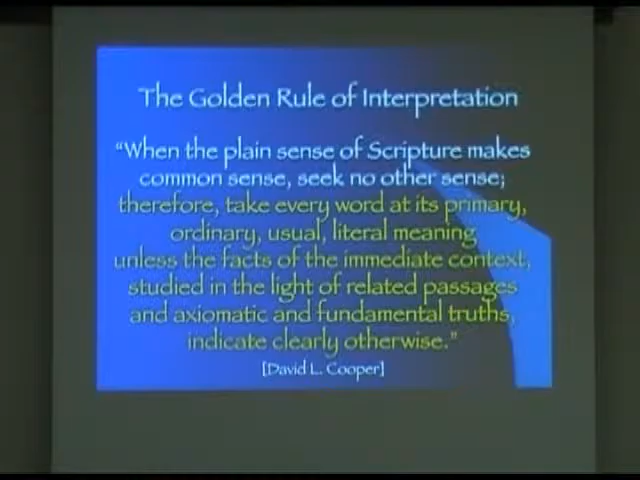 The Golden Rule of Interpretation
“When the plain sense of Scripture makes
common sense, seek no other sense;
therefore, take every word at its primary,
ordinary, usual, literal meaning
unless the facts of the immediate context,
studied in the light of related passages
and axiomatic and fundamental truths,
indicate clearly otherwise.”
[David L. Cooper]